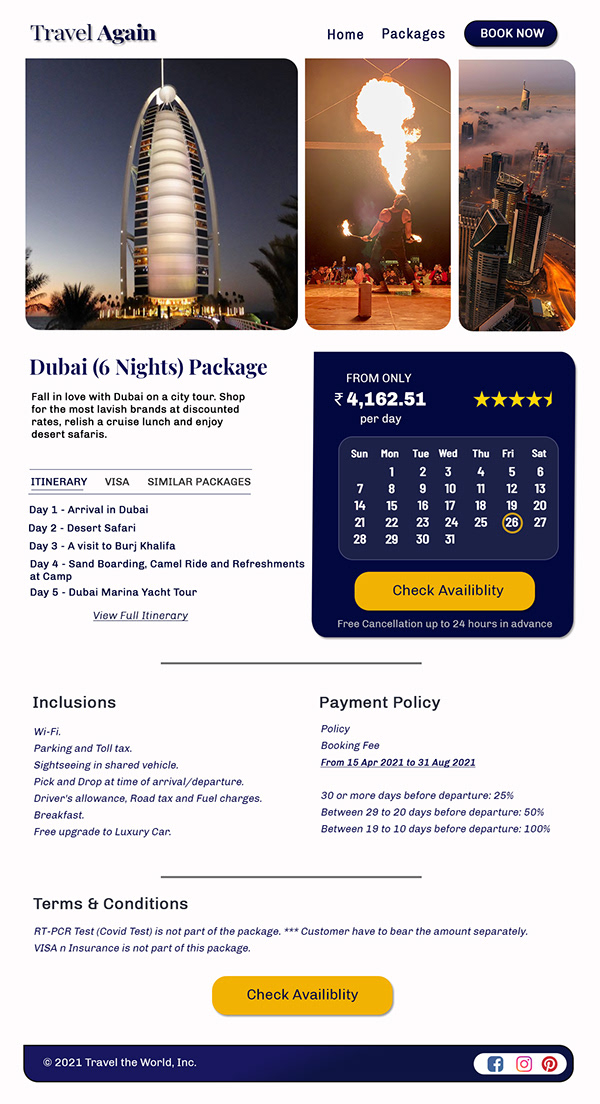 Travel Again
Home Packages BOOK NOW
Dubai (6 Nights) Package
Fall in love with Dubai on a city tour. Shop
for the most lavish brands at discounted
rates, relish a cruise lunch and enjoy
desert safaris.
ITINERARY VISA SIMILAR PACKAGES
Day 1 - Arrival in Dubai
Day 2 - Desert Safari
Day 3 - A visit to Burj Khalifa
Day 4 - Sand Boarding, Camel Ride and Refreshments
at Camp
Day 5 - Dubai Marina Yacht Tour
View Full Itinerary
FROM ONLY
₹ 4,162.51
per day
Sun Mon Tue Wed Thu Fri Sat
1 2 3 4 5 6
7 8 9 10 11 12 13
14 15 16 17 18 19 20
21 22 23 24 25 26 27
28 29 30 31
Check Availiblity
Free Cancellation up to 24 hours in advance
Inclusions
Wi-Fi.
Parking and Toll tax.
Sightseeing in shared vehicle.
Pick and Drop at time of arrival/departure.
Driver's allowance, Road tax and Fuel charges.
Breakfast.
Free upgrade to Luxury Car.
Payment Policy
Policy
Booking Fee
From 15 Apr 2021 to 31 Aug 2021
30 or more days before departure: 25%
Between 29 to 20 days before departure: 50%
Between 19 to 10 days before departure: 100%
Terms & Conditions
RT-PCR Test (Covid Test) is not part of the package. *** Customer have to bear the amount separately.
VISA n Insurance is not part of this package.
Check Availiblity
© 2021 Travel the World, Inc.